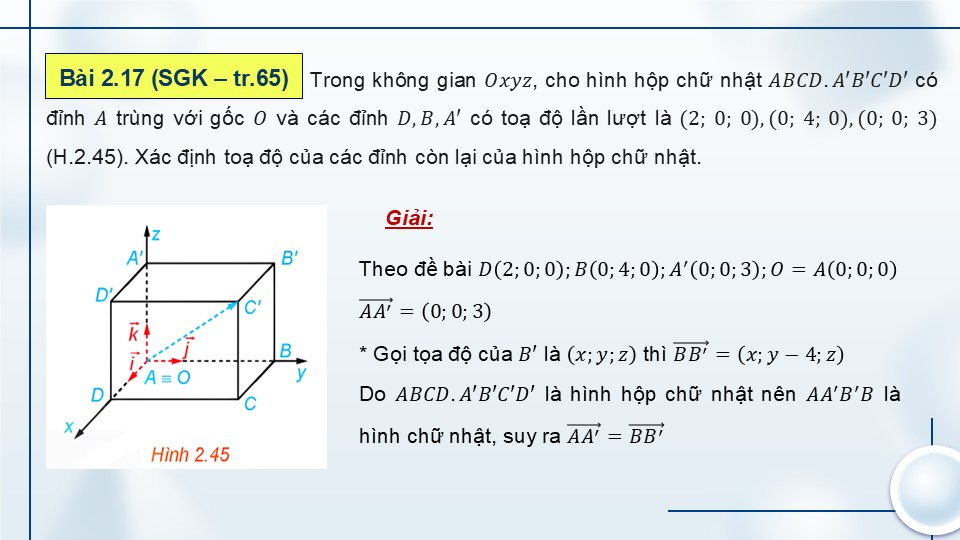 Bài 2.17 (SGK – tr.65) Trong không gian 𝑂𝑥𝑦𝑧, cho hình hộp chữ nhật 𝐴𝐵𝐶𝐷.𝐴′𝐵′𝐶′𝐷′ có
đỉnh 𝐴 trùng với gốc 𝑂 và các đỉnh 𝐷, 𝐵, 𝐴′ có toạ độ lần lượt là (2; 0; 0), (0; 4; 0), (0; 0; 3)
(H.2.45). Xác định toạ độ của các đỉnh còn lại của hình hộp chữ nhật.
Giải:
Theo đề bài 𝐷(2; 0; 0); 𝐵(0; 4; 0); 𝐴′(0; 0; 3); 𝑂 = 𝐴(0; 0; 0)
𝐴𝐴′⃗ = (0; 0; 3)
* Gọi tọa độ của 𝐵′ là (𝑥; 𝑦; 𝑧) thì 𝐵𝐵′⃗ = (𝑥; 𝑦 − 4; 𝑧)
Do 𝐴𝐵𝐶𝐷.𝐴′𝐵′𝐶′𝐷′ là hình hộp chữ nhật nên 𝐴𝐴′𝐵′𝐵 là
hình chữ nhật, suy ra 𝐴𝐴′⃗ = 𝐵𝐵′⃗
z
A'
B'
D'
C'
k⃗
i⃗
j⃗
B
A ≡ O
y
D
C
x
Hình 2.45